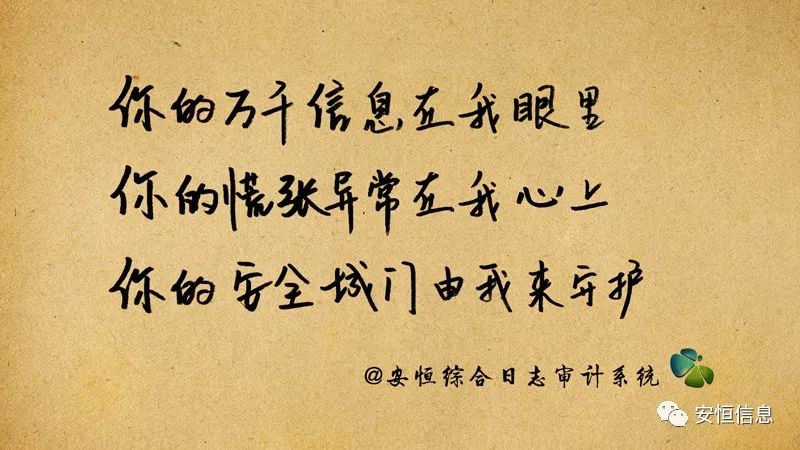 你的万千信息在我眼里
你的慌张异常在我心上
你的安全域门由我来守护
@安恒综合日志审计系统
安恒信息